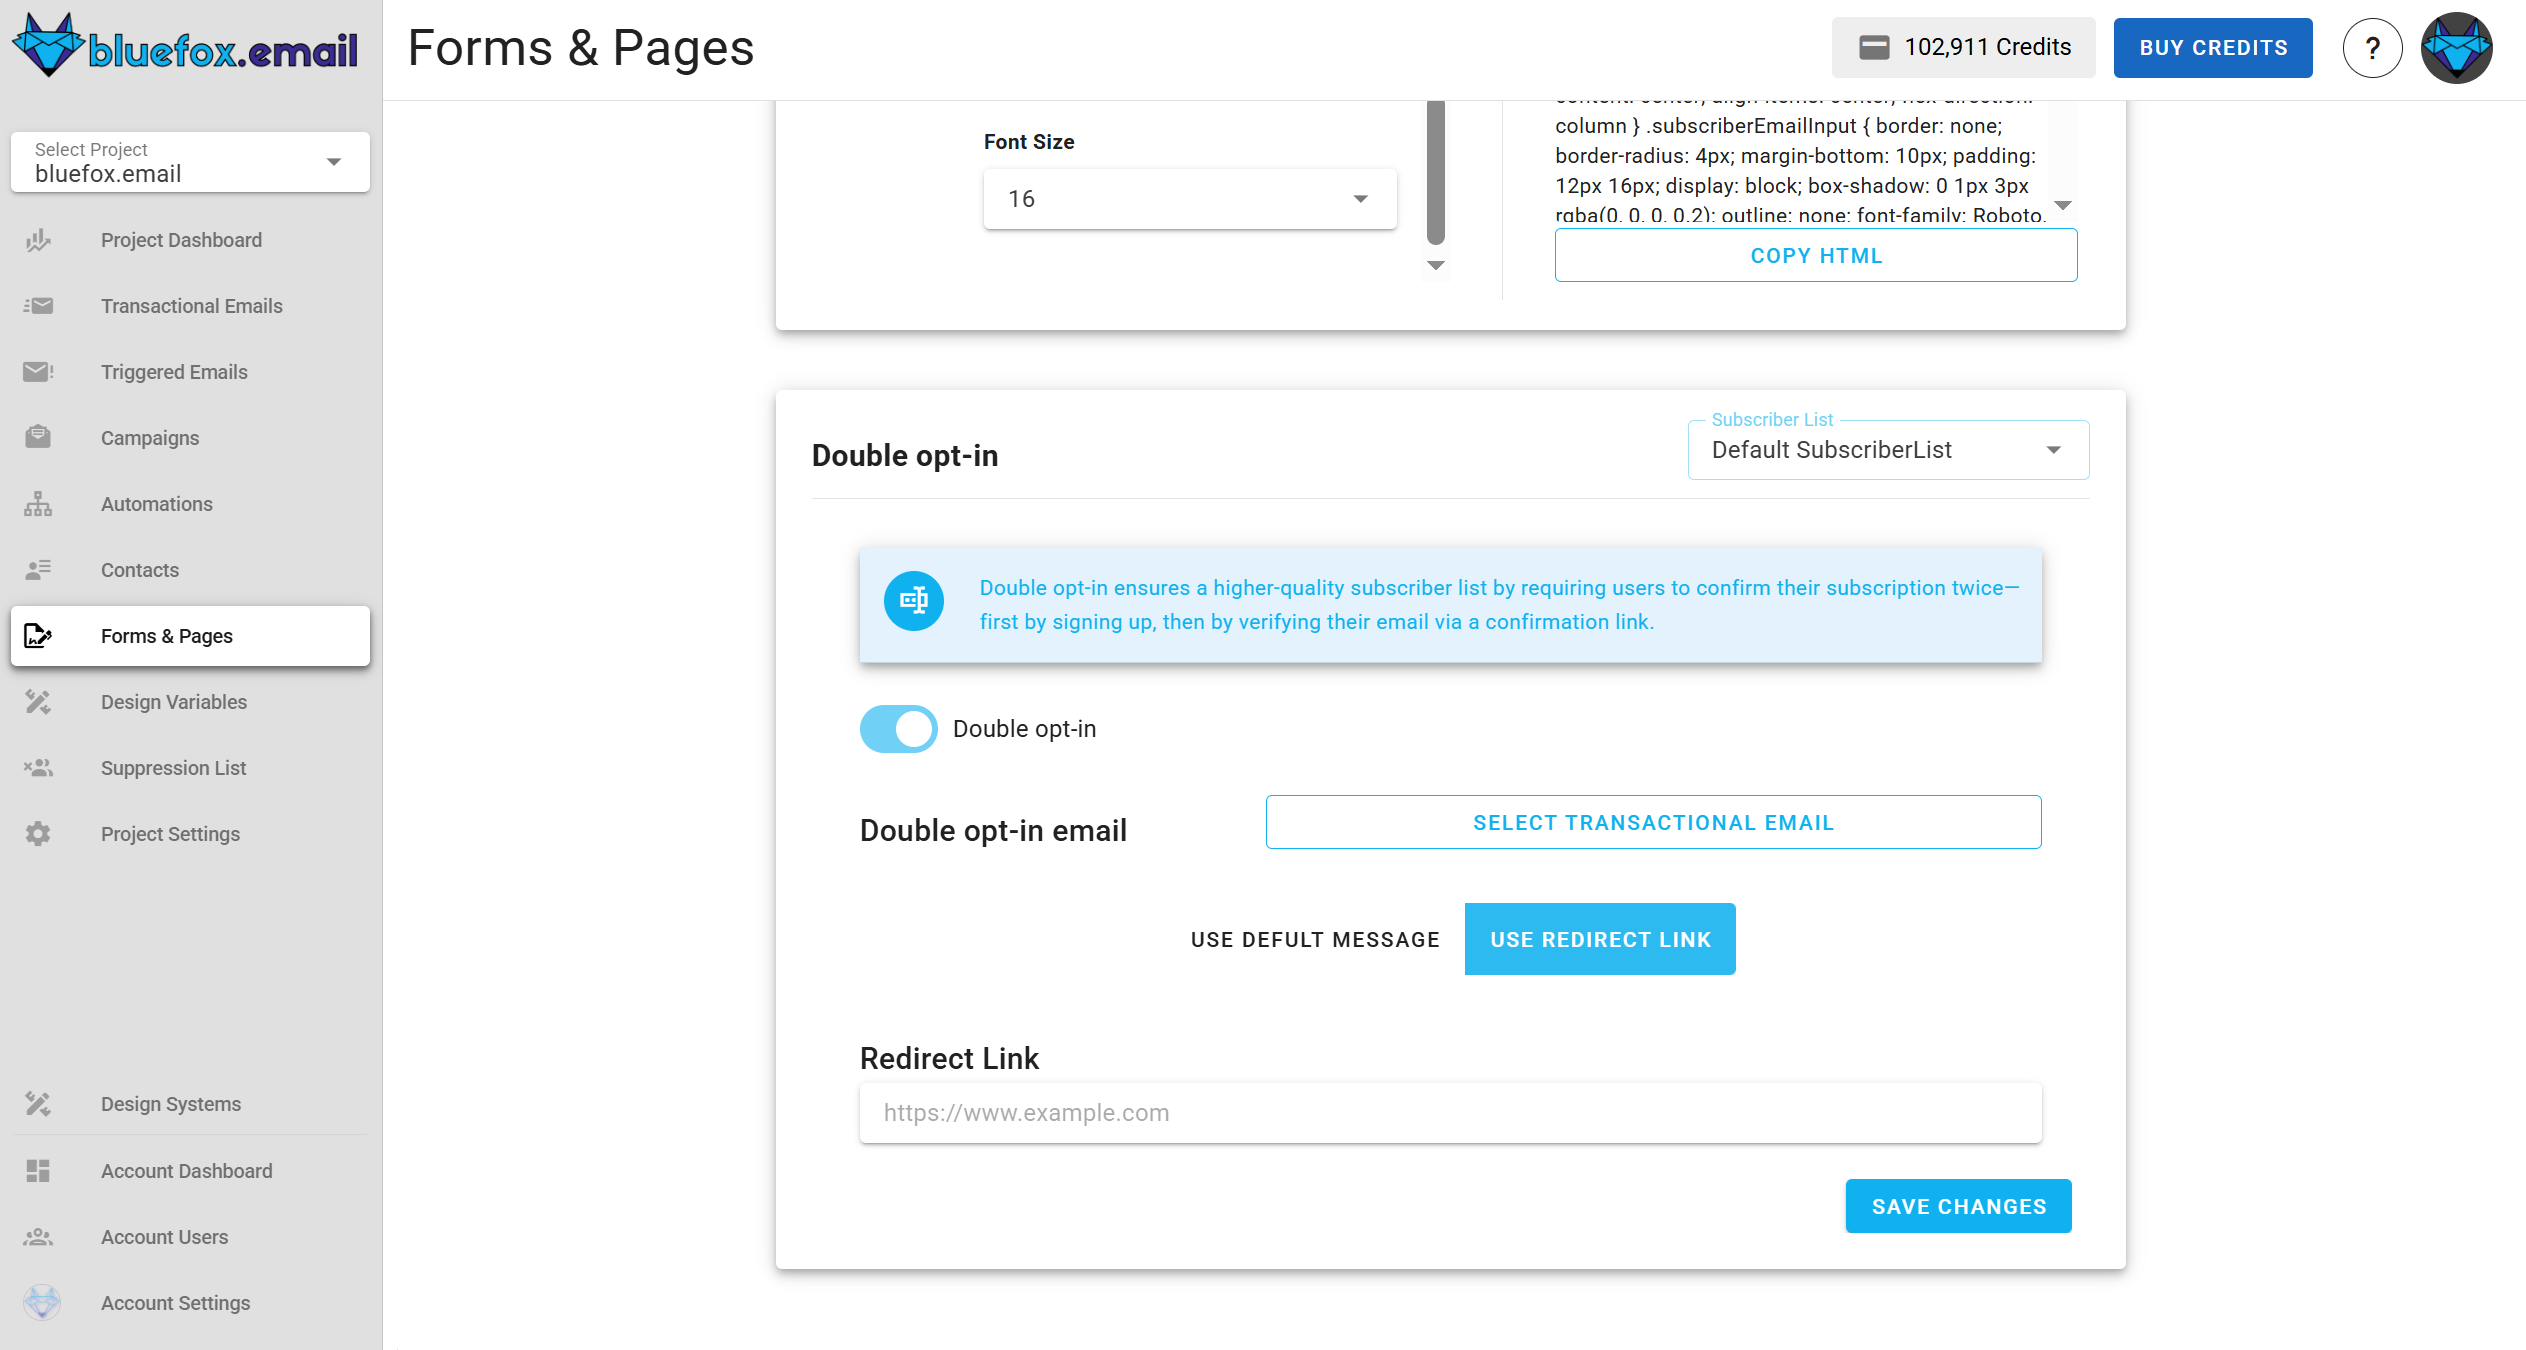 bluefox.email
Forms & Pages
102,911 Credits
BUY CREDITS
?
Select Project
bluefox.email
Project Dashboard
Transactional Emails
Triggered Emails
Campaigns
Automations
Contacts
Forms & Pages
Design Variables
Suppression List
Project Settings
Design Systems
Account Dashboard
Account Users
Account Settings
Font Size
16
content: center; align-items: center; flex-direction:
column } .subscriberEmailInput { border: none;
border-radius: 4px; margin-bottom: 10px; padding:
12px 16px; display: block; box-shadow: 0 1px 3px
rgba(0, 0, 0, 0.2); outline: none; font-family: Roboto,
COPY HTML
Double opt-in
Subscriber List
Default SubscriberList
Double opt-in ensures a higher-quality subscriber list by requiring users to confirm their subscription twice—
first by signing up, then by verifying their email via a confirmation link.
Double opt-in
Double opt-in email
SELECT TRANSACTIONAL EMAIL
USE DEFULT MESSAGE
USE REDIRECT LINK
Redirect Link
https://www.example.com
SAVE CHANGES